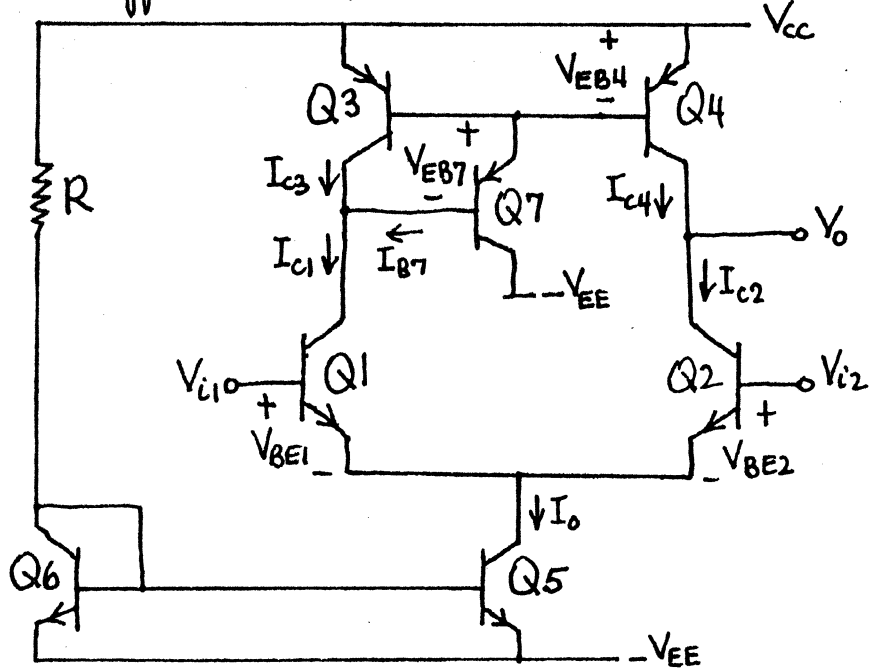 Vcc
+
VEB4
-
Q3
Q4
+
VEB7
-
Ic3
Ic4
R
Q7
Vo
Ic1
IB7
-VEE
Ic2
Vi1
Q1
Q2
Vi2
+
VBE1
-
+
VBE2
-
Io
Q6
Q5
-VEE